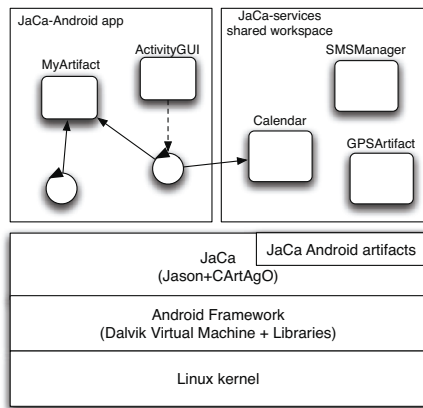 JaCa-Android app
JaCa-services
shared workspace
ActivityGUI
MyArtifact
SMSManager
Calendar
GPSArtifact
JaCa Android artifacts
JaCa
(Jason+CArtAgO)
Android Framework
(Dalvik Virtual Machine + Libraries)
Linux kernel